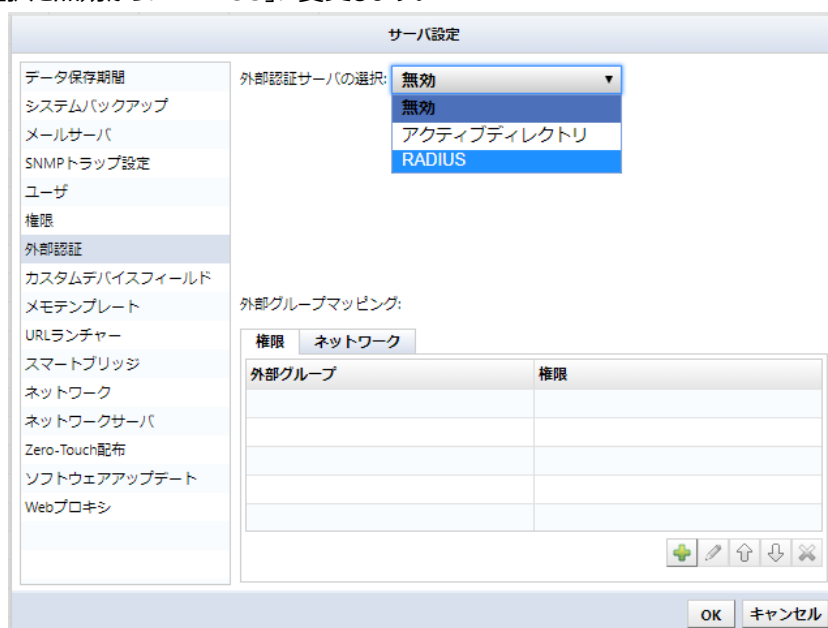 サーバ設定
データ保存期間
システムバックアップ
メールサーバ
SNMPトラップ設定
ユーザ
権限
外部認証
カスタムデバイスフィールド
メモテンプレート
URLランチャー
スマートブリッジ
ネットワーク
ネットワークサーバ
Zero-Touch配布
ソフトウェアアップデート
Webプロキシ
外部認証サーバの選択: 無効
無効
アクティブディレクトリ
RADIUS
外部グループマッピング:
権限 ネットワーク
外部グループ 権限
OK キャンセル